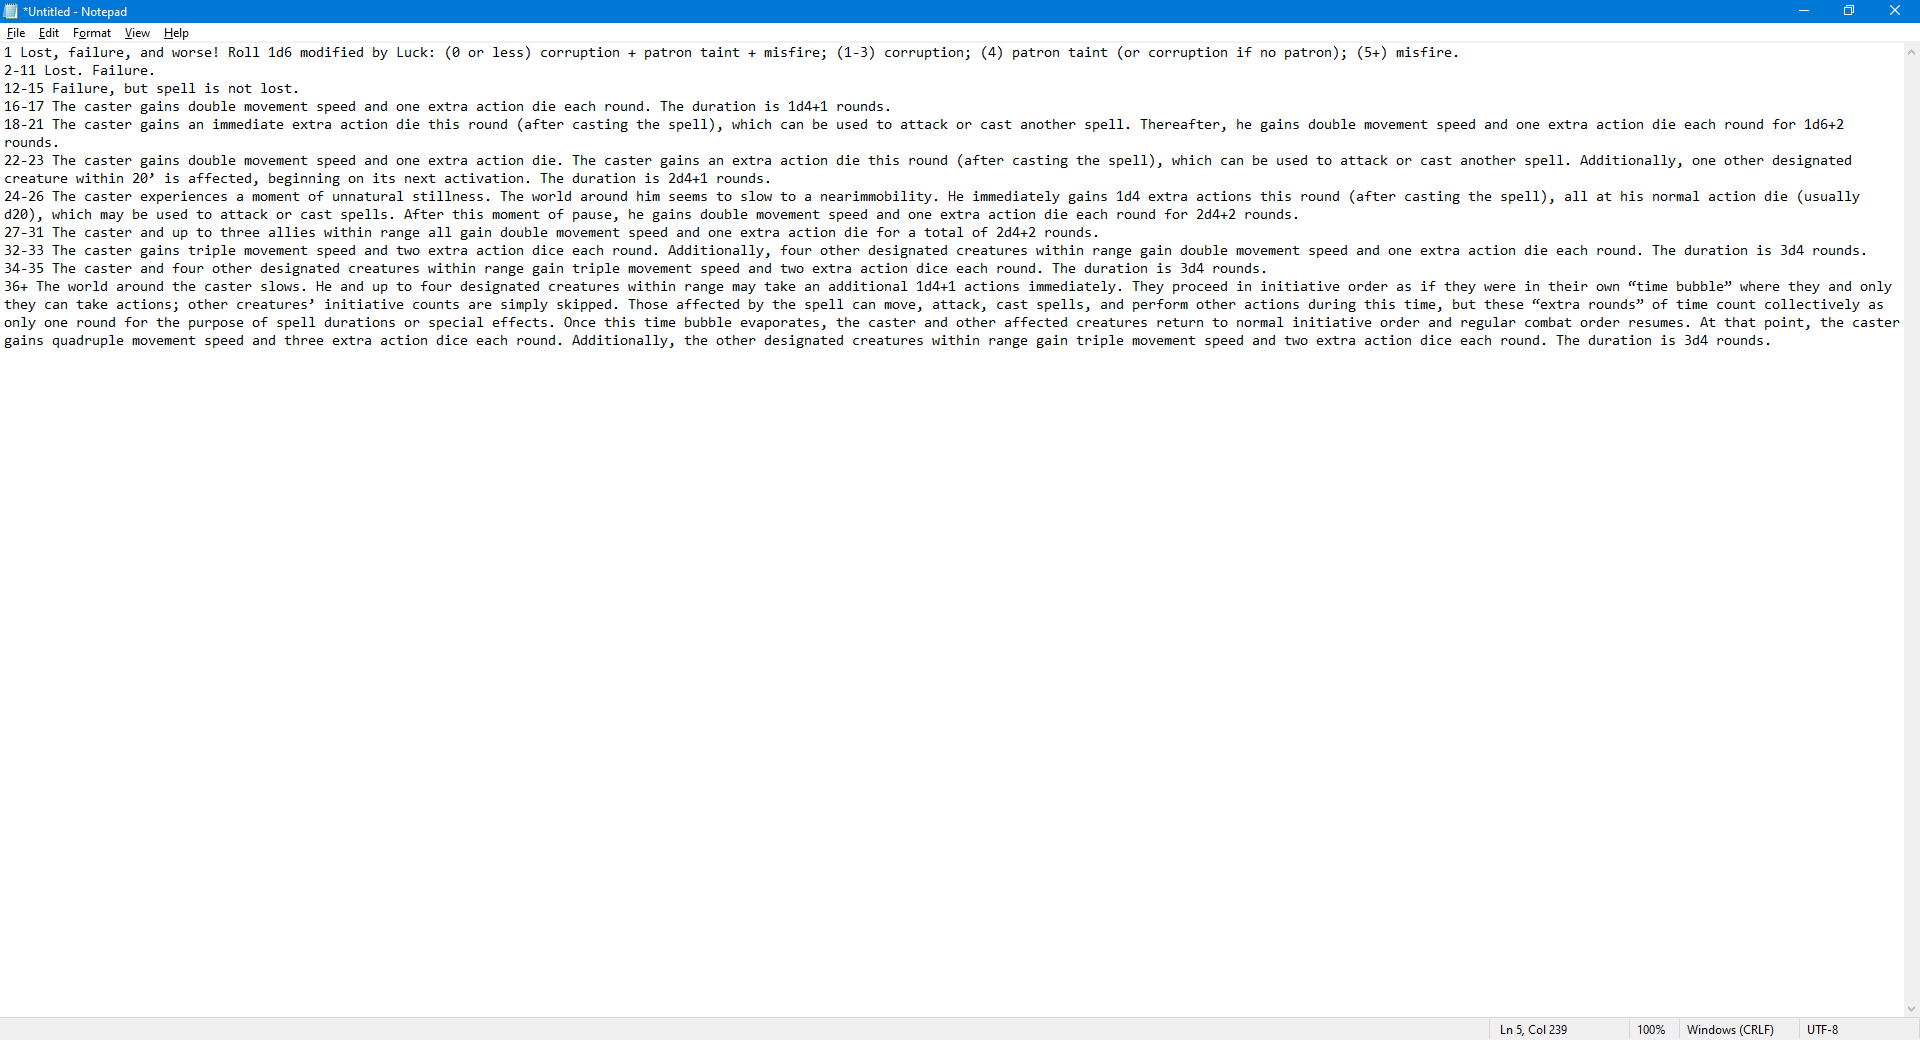 *Untitled - Notepad
File Edit Format View Help
1 Lost, failure, and worse! Roll 1d6 modified by Luck: (0 or less) corruption + patron taint + misfire; (1-3) corruption; (4) patron taint (or corruption if no patron); (5+) misfire.
2-11 Lost. Failure.
12-15 Failure, but spell is not lost.
16-17 The caster gains double movement speed and one extra action die each round. The duration is 1d4+1 rounds.
18-21 The caster gains an immediate extra action die this round (after casting the spell), which can be used to attack or cast another spell. Thereafter, he gains double movement speed and one extra action die each round for 1d6+2
rounds.
22-23 The caster gains double movement speed and one extra action die. The caster gains an extra action die this round (after casting the spell), which can be used to attack or cast another spell. Additionally, one other designated
creature within 20’ is affected, beginning on its next activation. The duration is 2d4+1 rounds.
24-26 The caster experiences a moment of unnatural stillness. The world around him seems to slow to a nearimmobility. He immediately gains 1d4 extra actions this round (after casting the spell), all at his normal action die (usually
d20), which may be used to attack or cast spells. After this moment of pause, he gains double movement speed and one extra action die each round for 2d4+2 rounds.
27-31 The caster and up to three allies within range all gain double movement speed and one extra action die for a total of 2d4+2 rounds.
32-33 The caster gains triple movement speed and two extra action dice each round. Additionally, four other designated creatures within range gain double movement speed and one extra action die each round. The duration is 3d4 rounds.
34-35 The caster and four other designated creatures within range gain triple movement speed and two extra action dice each round. The duration is 3d4 rounds.
36+ The world around the caster slows. He and up to four designated creatures within range may take an additional 1d4+1 actions immediately. They proceed in initiative order as if they were in their own “time bubble” where they and only
they can take actions; other creatures’ initiative counts are simply skipped. Those affected by the spell can move, attack, cast spells, and perform other actions during this time, but these “extra rounds” of time count collectively as
only one round for the purpose of spell durations or special effects. Once this time bubble evaporates, the caster and other affected creatures return to normal initiative order and regular combat order resumes. At that point, the caster
gains quadruple movement speed and three extra action dice each round. Additionally, the other designated creatures within range gain triple movement speed and two extra action dice each round. The duration is 3d4 rounds.
Ln 5, Col 239 100% Windows (CRLF) UTF-8